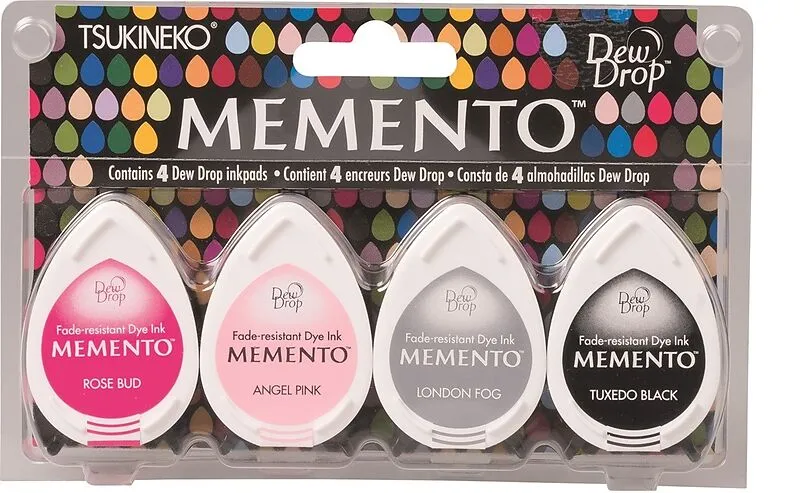 TSUKINEKO®
Dew Drop™
MEMENTO™
Contains 4 Dew Drop inkpads • Contient 4 encreurs Dew Drop • Consta de 4 almohadillas Dew Drop
Dew Drop
Fade-resistant Dye Ink
MEMENTO™
ROSE BUD
Dew Drop
Fade-resistant Dye Ink
MEMENTO™
ANGEL PINK
Dew Drop
Fade-resistant Dye Ink
MEMENTO™
LONDON FOG
Dew Drop
Fade-resistant Dye Ink
MEMENTO™
TUXEDO BLACK